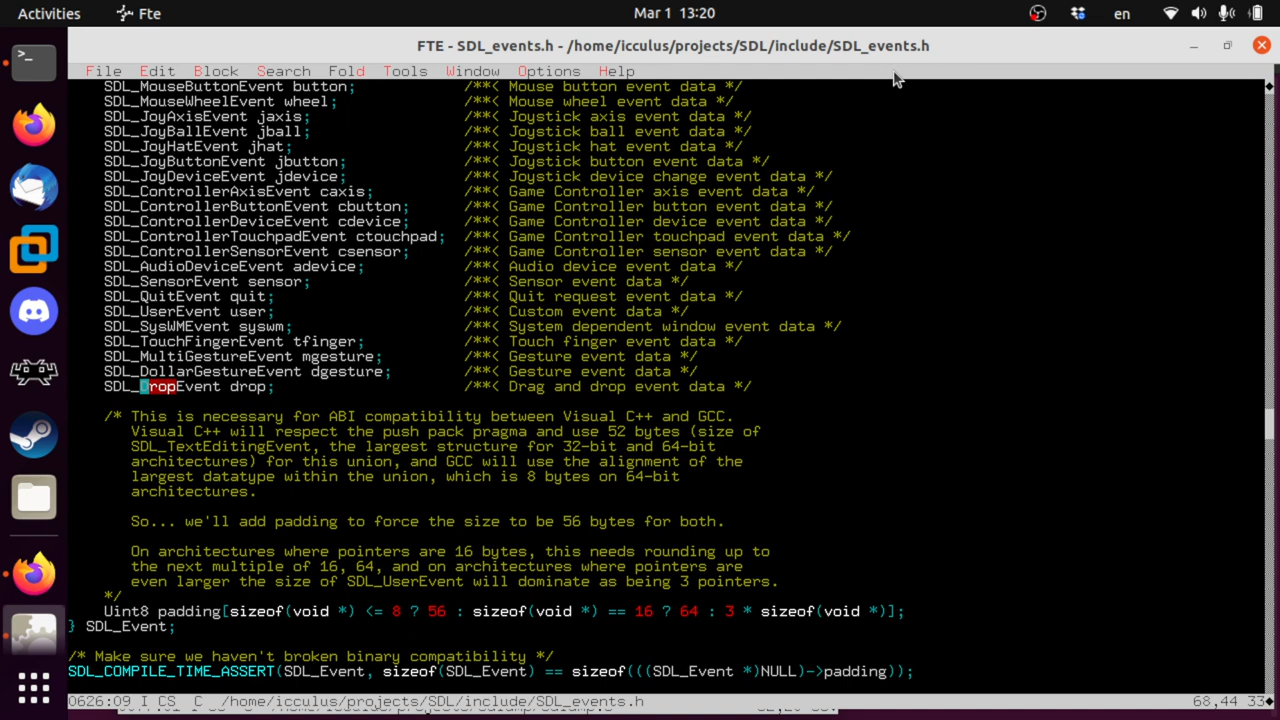 Activities
Fte
Mar 1 13:20
en
FTE - SDL_events.h - /home/icculus/projects/SDL/include/SDL_events.h
File Edit Block Search Fold Tools Window Options Help
SDL_MouseButtonEvent button; /**< Mouse button event data */
SDL_MouseWheelEvent wheel; /**< Mouse wheel event data */
SDL_JoyAxisEvent jaxis; /**< Joystick axis event data */
SDL_JoyBallEvent jball; /**< Joystick ball event data */
SDL_JoyHatEvent jhat; /**< Joystick hat event data */
SDL_JoyButtonEvent jbutton; /**< Joystick button event data */
SDL_JoyDeviceEvent jdevice; /**< Joystick device change event data */
SDL_ControllerAxisEvent caxis; /**< Game Controller axis event data */
SDL_ControllerButtonEvent cbutton; /**< Game Controller button event data */
SDL_ControllerDeviceEvent cdevice; /**< Game Controller device event data */
SDL_ControllerTouchpadEvent ctouchpad; /**< Game Controller touchpad event data */
SDL_ControllerSensorEvent csensor; /**< Game Controller sensor event data */
SDL_AudioDeviceEvent adevice; /**< Audio device event data */
SDL_SensorEvent sensor; /**< Sensor event data */
SDL_QuitEvent quit; /**< Quit request event data */
SDL_UserEvent user; /**< Custom event data */
SDL_SysWMEvent syswm; /**< System dependent window event data */
SDL_TouchFingerEvent tfinger; /**< Touch finger event data */
SDL_MultiGestureEvent mgesture; /**< Gesture event data */
SDL_DollarGestureEvent dgesture; /**< Gesture event data */
SDL_DropEvent drop; /**< Drag and drop event data */
/* This is necessary for ABI compatibility between Visual C++ and GCC.
Visual C++ will respect the push pack pragma and use 52 bytes (size of
SDL_TextEditingEvent, the largest structure for 32-bit and 64-bit
architectures) for this union, and GCC will use the alignment of the
largest datatype within the union, which is 8 bytes on 64-bit
architectures.
So... we'll add padding to force the size to be 56 bytes for both.
On architectures where pointers are 16 bytes, this needs rounding up to
the next multiple of 16, 64, and on architectures where pointers are
even larger the size of SDL_UserEvent will dominate as being 3 pointers.
*/
Uint8 padding[sizeof(void *) <= 8 ? 56 : sizeof(void *) == 16 ? 64 : 3 * sizeof(void *)];
} SDL_Event;
/* Make sure we haven't broken binary compatibility */
SDL_COMPILE_TIME_ASSERT(SDL_Event, sizeof(SDL_Event) == sizeof(((SDL_Event *)NULL)->padding));
0626:09 I CS C /home/icculus/projects/SDL/include/SDL_events.h 68,44 33